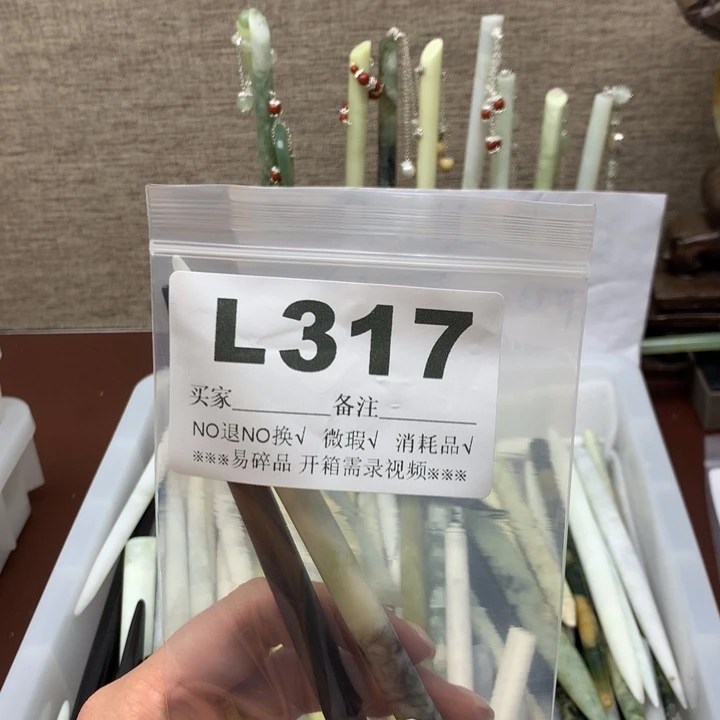 L317
买家________备注________
NO退NO换√ 微瑕√ 消耗品√
※※※易碎品 开箱需录视频※※※